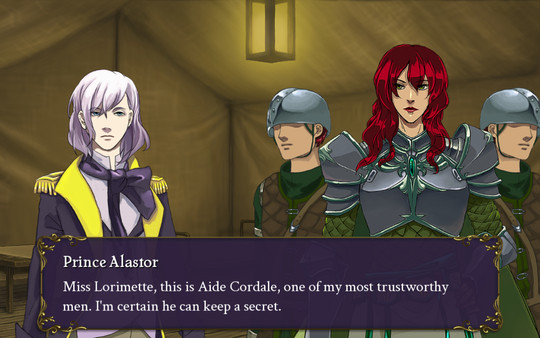 Prince Alastor
Miss Lorimette, this is Aide Cordale, one of my most trustworthy
men. I'm certain he can keep a secret.